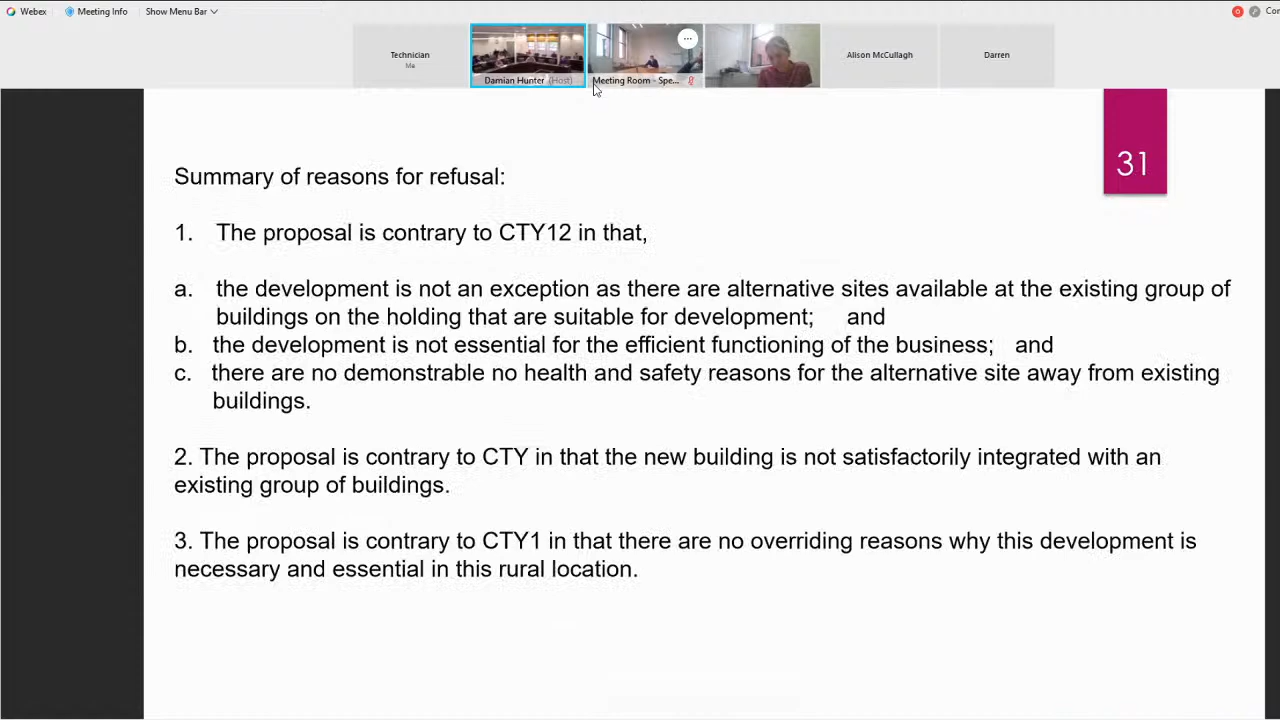 Webex Meeting Info Show Menu Bar
Technician
Ma
Damian Hunter (Host)
Meeting Room - Spe...
Alison McCullagh
Darren
31
Summary of reasons for refusal:
1. The proposal is contrary to CTY12 in that,
a. the development is not an exception as there are alternative sites available at the existing group of
buildings on the holding that are suitable for development; and
b. the development is not essential for the efficient functioning of the business; and
c. there are no demonstrable no health and safety reasons for the alternative site away from existing
buildings.
2. The proposal is contrary to CTY in that the new building is not satisfactorily integrated with an
existing group of buildings.
3. The proposal is contrary to CTY1 in that there are no overriding reasons why this development is
necessary and essential in this rural location.